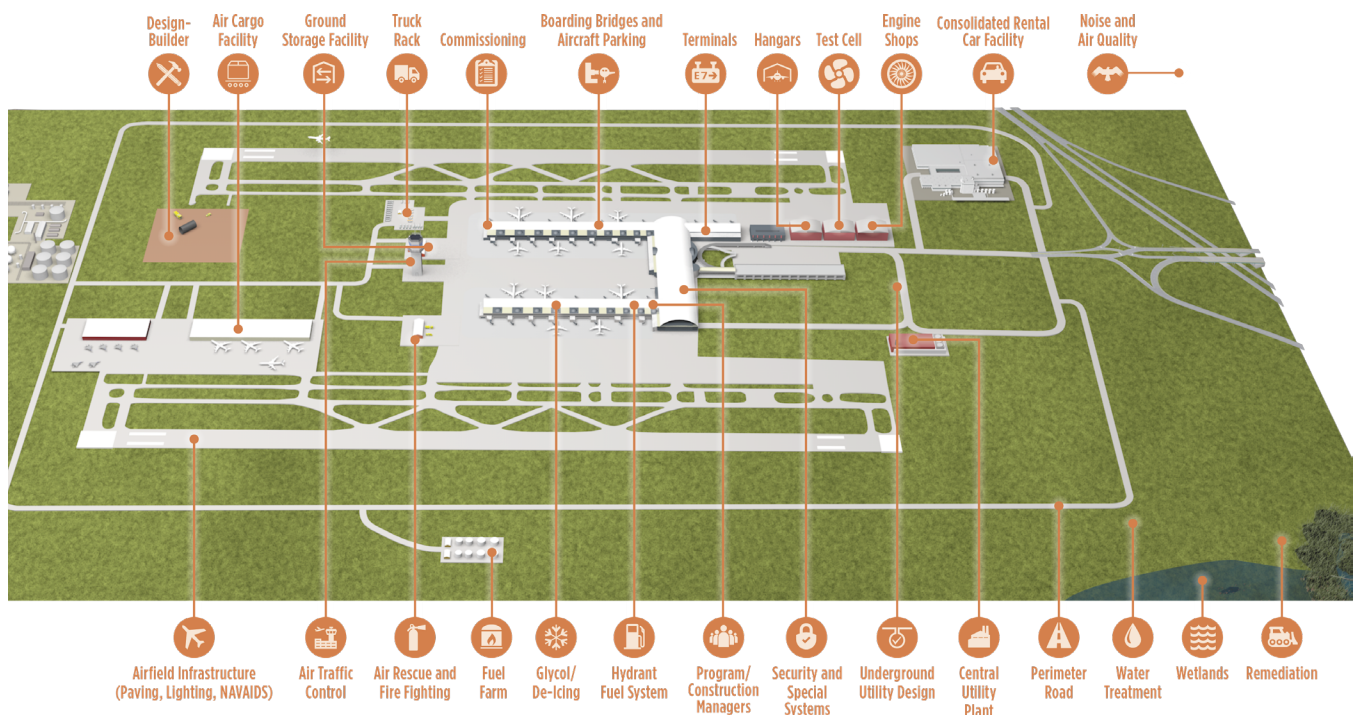 Design-
Builder
Air Cargo
Facility
Ground
Storage Facility
Truck
Rack
Commissioning
Boarding Bridges and
Aircraft Parking
Terminals
Hangars
Test Cell
Engine
Shops
Consolidated Rental
Car Facility
Noise and
Air Quality
E7→
Airfield Infrastructure
(Paving, Lighting, NAVAIDS)
Air Traffic
Control
Air Rescue and
Fire Fighting
Fuel
Farm
Glycol/
De-Icing
Hydrant
Fuel System
Program/
Construction
Managers
Security and
Special
Systems
Underground
Utility Design
Central
Utility
Plant
Perimeter
Road
Water
Treatment
Wetlands
Remediation